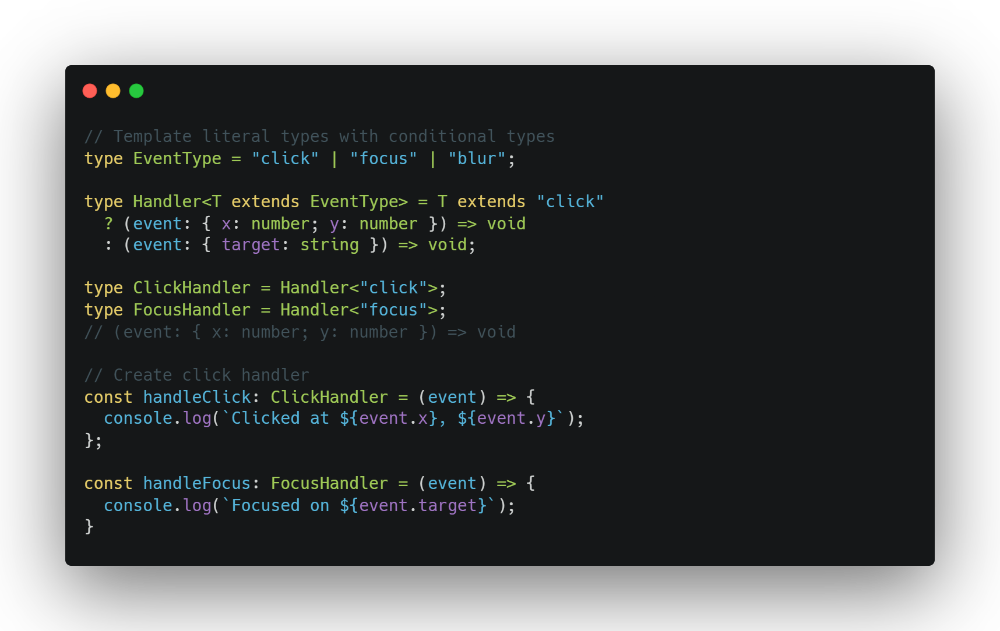 // Template literal types with conditional types
type EventType = "click" | "focus" | "blur";
type Handler<T extends EventType> = T extends "click"
  ? (event: { x: number; y: number }) => void
  : (event: { target: string }) => void;
type ClickHandler = Handler<"click">;
type FocusHandler = Handler<"focus">;
// (event: { x: number; y: number }) => void
// Create click handler
const handleClick: ClickHandler = (event) => {
  console.log(`Clicked at ${event.x}, ${event.y}`);
};
const handleFocus: FocusHandler = (event) => {
  console.log(`Focused on ${event.target}`);
}